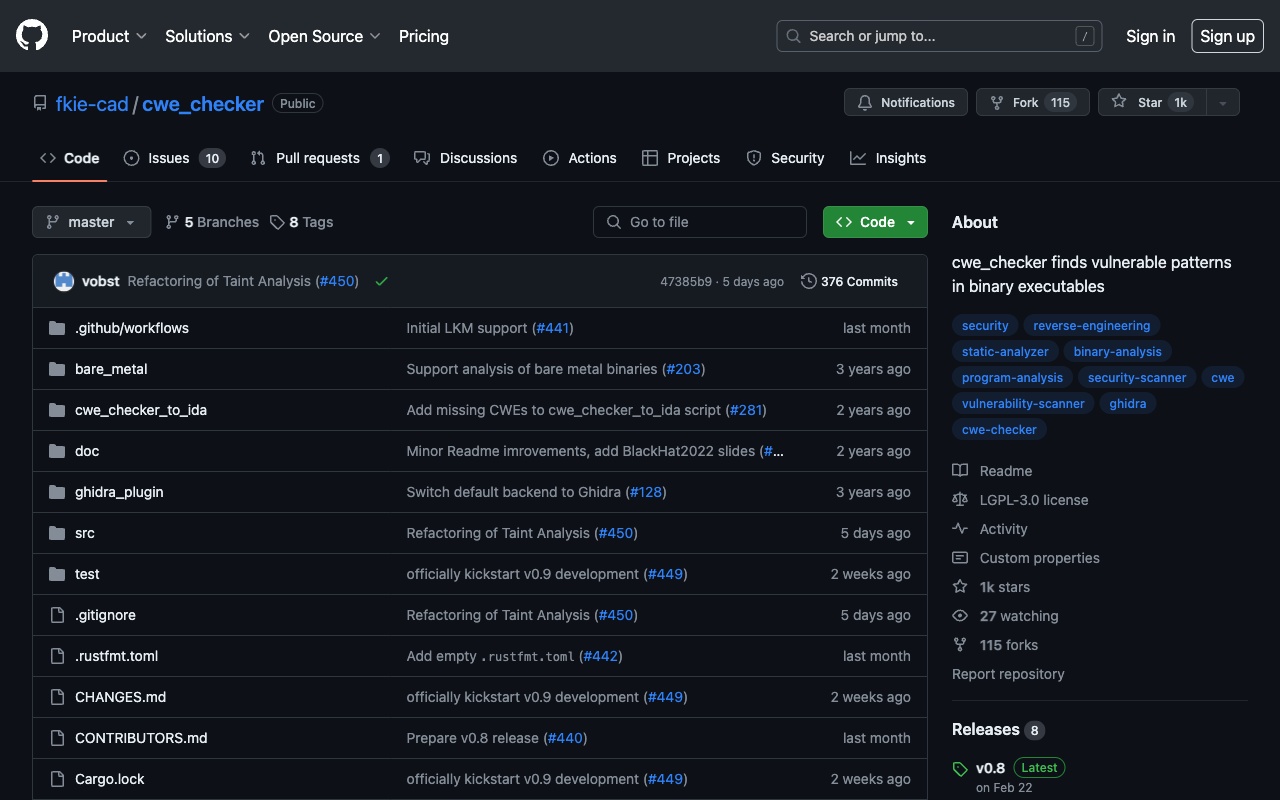 Product Solutions Open Source Pricing Search or jump to... / Sign in Sign up
fkie-cad / cwe_checker Public Notifications Fork 115 Star 1k
Code Issues 10 Pull requests 1 Discussions Actions Projects Security Insights
master 5 Branches 8 Tags Go to file Code
vobst Refactoring of Taint Analysis (#450) 47385b9 · 5 days ago 376 Commits
.github/workflows Initial LKM support (#441) last month
bare_metal Support analysis of bare metal binaries (#203) 3 years ago
cwe_checker_to_ida Add missing CWEs to cwe_checker_to_ida script (#281) 2 years ago
doc Minor Readme imrovements, add BlackHat2022 slides (#... 2 years ago
ghidra_plugin Switch default backend to Ghidra (#128) 3 years ago
src Refactoring of Taint Analysis (#450) 5 days ago
test officially kickstart v0.9 development (#449) 2 weeks ago
.gitignore Refactoring of Taint Analysis (#450) 5 days ago
.rustfmt.toml Add empty .rustfmt.toml (#442) last month
CHANGES.md officially kickstart v0.9 development (#449) 2 weeks ago
CONTRIBUTORS.md Prepare v0.8 release (#440) last month
Cargo.lock officially kickstart v0.9 development (#449) 2 weeks ago
About
cwe_checker finds vulnerable patterns
in binary executables
security reverse-engineering
static-analyzer binary-analysis
program-analysis security-scanner cwe
vulnerability-scanner ghidra
cwe-checker
Readme
LGPL-3.0 license
Activity
Custom properties
1k stars
27 watching
115 forks
Report repository
Releases 8
v0.8 Latest
on Feb 22